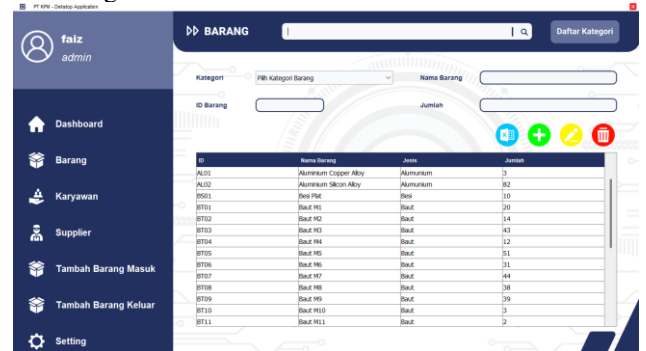 PT KPW - Dekstop Application
faiz
admin
BARANG
Daftar Kategori
Kategori
Pilih Kategori Barang
Nama Barang
ID Barang
Jumlah
Dashboard
Barang
Karyawan
Supplier
Tambah Barang Masuk
Tambah Barang Keluar
Setting
ID Nama Barang Jenis Jumlah
AL01 Aluminium Copper Alloy Alumunium 3
AL02 Aluminium Silicon Alloy Alumunium 82
BS01 Besi Plat Besi 10
BT01 Baut M1 Baut 20
BT02 Baut M2 Baut 14
BT03 Baut M3 Baut 43
BT04 Baut M4 Baut 12
BT05 Baut M5 Baut 51
BT06 Baut M6 Baut 31
BT07 Baut M7 Baut 44
BT08 Baut M8 Baut 38
BT09 Baut M9 Baut 39
BT10 Baut M10 Baut 3
BT11 Baut M11 Baut 2